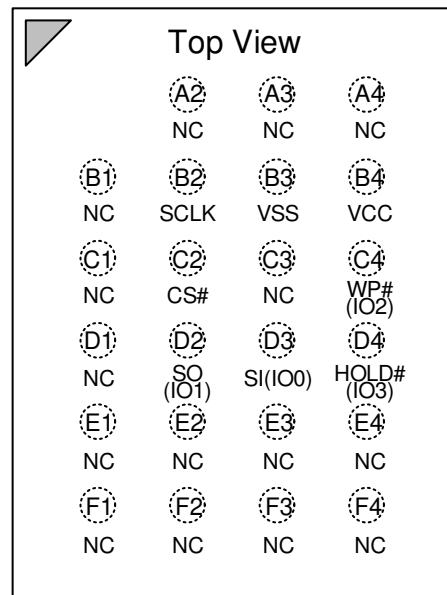 Top View
A2 A3 A4
NC NC NC
B1 B2 B3 B4
NC SCLK VSS VCC
C1 C2 C3 C4
NC CS# NC WP#
(IO2)
D1 D2 D3 D4
NC SO SI(IO0) HOLD#
(IO1) (IO3)
E1 E2 E3 E4
NC NC NC NC
F1 F2 F3 F4
NC NC NC NC